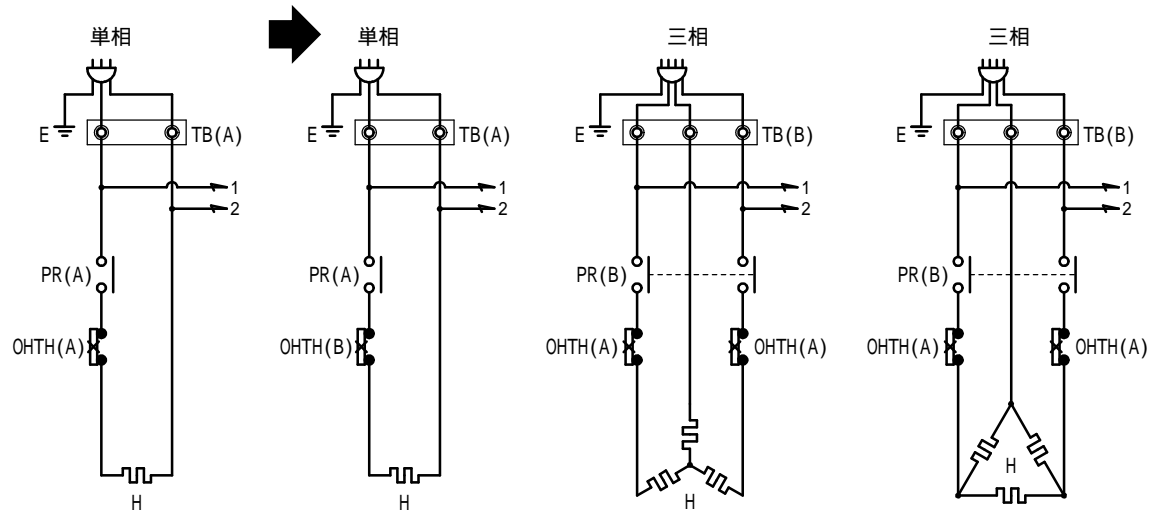 単相
E
TB(A)
1
2
PR(A)
OHTH(A)
H
単相
E
TB(A)
1
2
PR(A)
OHTH(B)
H
三相
E
TB(B)
1
2
PR(B)
OHTH(A)
OHTH(A)
H
三相
E
TB(B)
1
2
PR(B)
OHTH(A)
OHTH(A)
H